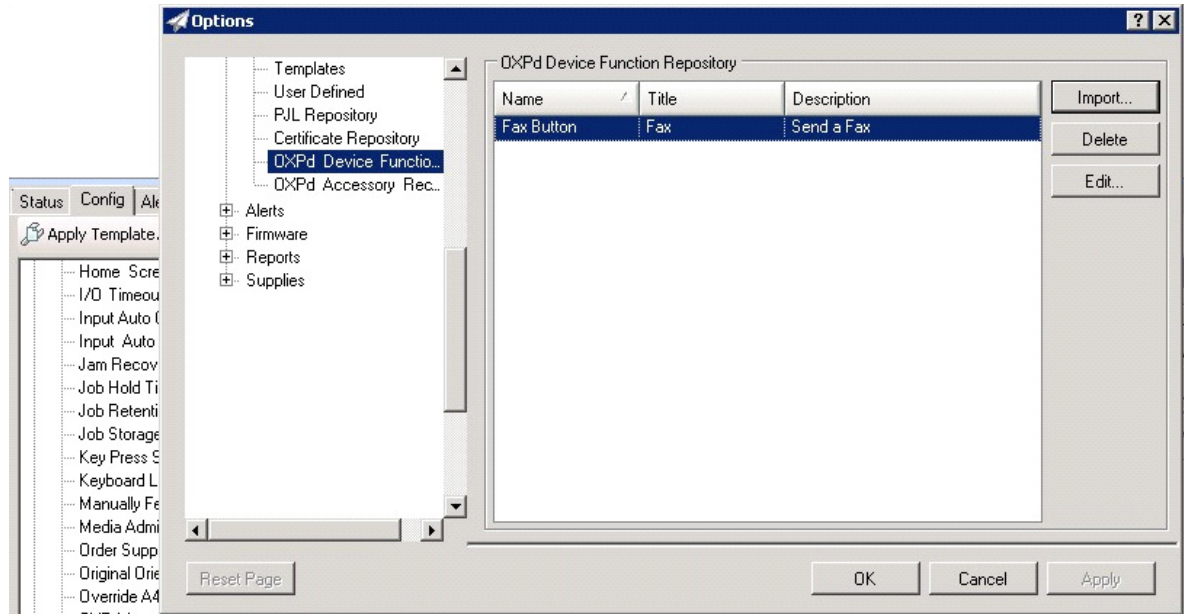 Options
Templates
User Defined
PJL Repository
Certificate Repository
OXPd Device Functio...
OXPd Accessory Rec...
Alerts
Firmware
Reports
Supplies
OXPd Device Function Repository
Name Title Description
Fax Button Fax Send a Fax
Import...
Delete
Edit...
Reset Page
OK Cancel Apply
Status Config Ale
Apply Template.
Home Scre
I/O Timeou
Input Auto
Input Auto
Jam Recov
Job Hold Ti
Job Retenti
Job Storage
Key Press S
Keyboard L
Manually Fe
Media Admi
Order Supp
Original Orie
Override A4